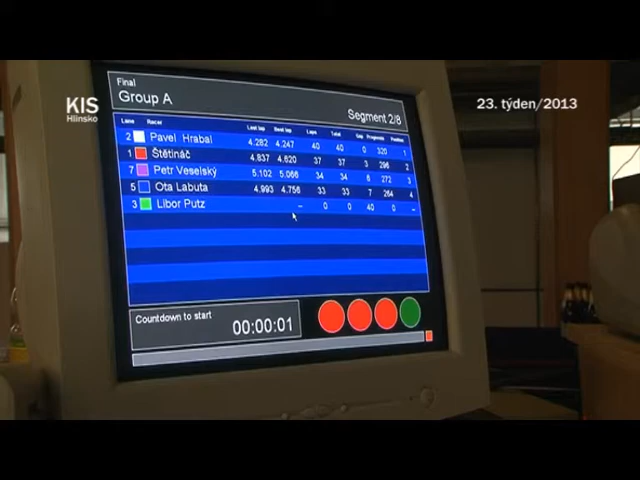 KIS
Hlinsko
23. týden/2013
Final
Group A
Segment 2/8
Lane Racer Last lap Best lap Laps Total Gap Prognosis Position
2 Pavel Hrabal 4.282 4.247 40 40 0 320 1
1 Štětináč 4.837 4.620 37 37 3 296 2
7 Petr Veselský 5.102 5.066 34 34 6 272 3
5 Ota Labuta 4.993 4.756 33 33 7 264 4
3 Libor Putz – 0 0 40 0 –
Countdown to start
00:00:01